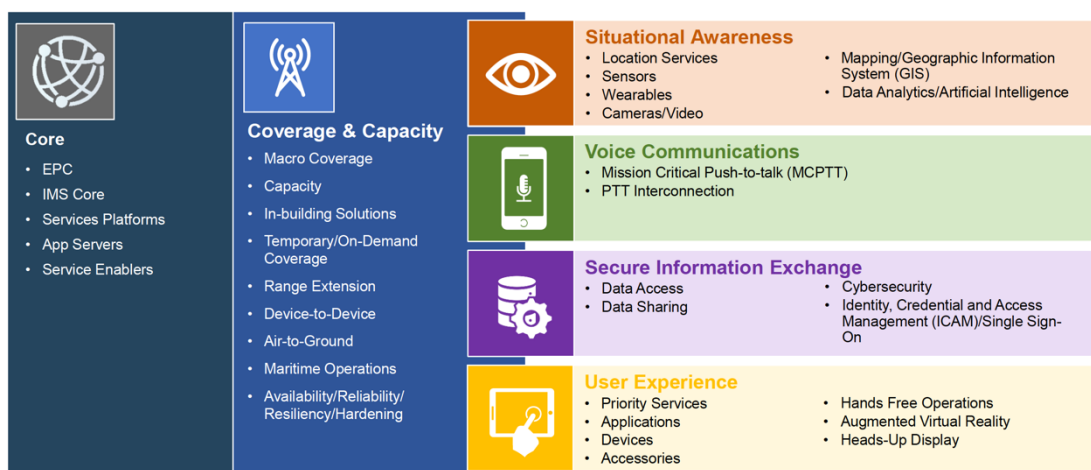 Core
• EPC
• IMS Core
• Services Platforms
• App Servers
• Service Enablers
Coverage & Capacity
• Macro Coverage
• Capacity
• In-building Solutions
• Temporary/On-Demand
Coverage
• Range Extension
• Device-to-Device
• Air-to-Ground
• Maritime Operations
• Availability/Reliability/
Resiliency/Hardening
Situational Awareness
• Location Services
• Sensors
• Wearables
• Cameras/Video
• Mapping/Geographic Information
System (GIS)
• Data Analytics/Artificial Intelligence
Voice Communications
• Mission Critical Push-to-talk (MCPTT)
• PTT Interconnection
Secure Information Exchange
• Data Access
• Data Sharing
• Cybersecurity
• Identity, Credential and Access
Management (ICAM)/Single Sign-
On
User Experience
• Priority Services
• Applications
• Devices
• Accessories
• Hands Free Operations
• Augmented Virtual Reality
• Heads-Up Display